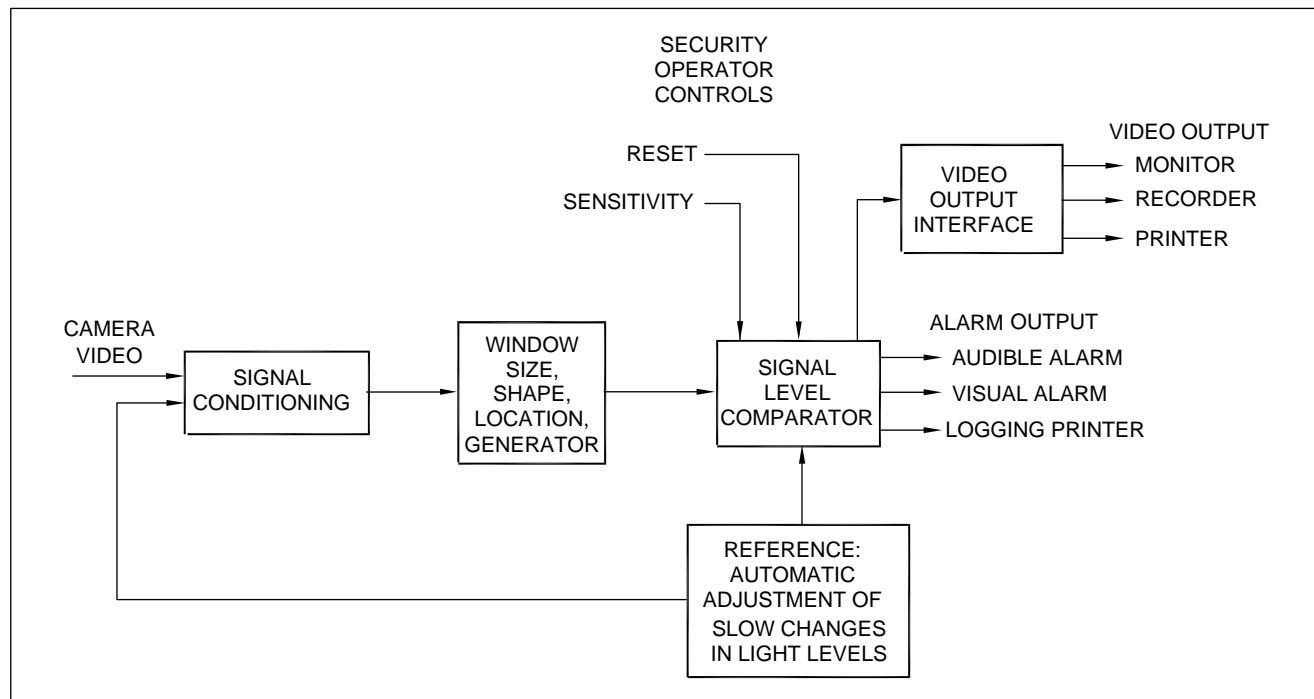 SECURITY
OPERATOR
CONTROLS
RESET
SENSITIVITY
CAMERA
VIDEO
SIGNAL
CONDITIONING
WINDOW
SIZE,
SHAPE,
LOCATION,
GENERATOR
SIGNAL
LEVEL
COMPARATOR
VIDEO
OUTPUT
INTERFACE
VIDEO OUTPUT
MONITOR
RECORDER
PRINTER
ALARM OUTPUT
AUDIBLE ALARM
VISUAL ALARM
LOGGING PRINTER
REFERENCE:
AUTOMATIC
ADJUSTMENT OF
SLOW CHANGES
IN LIGHT LEVELS